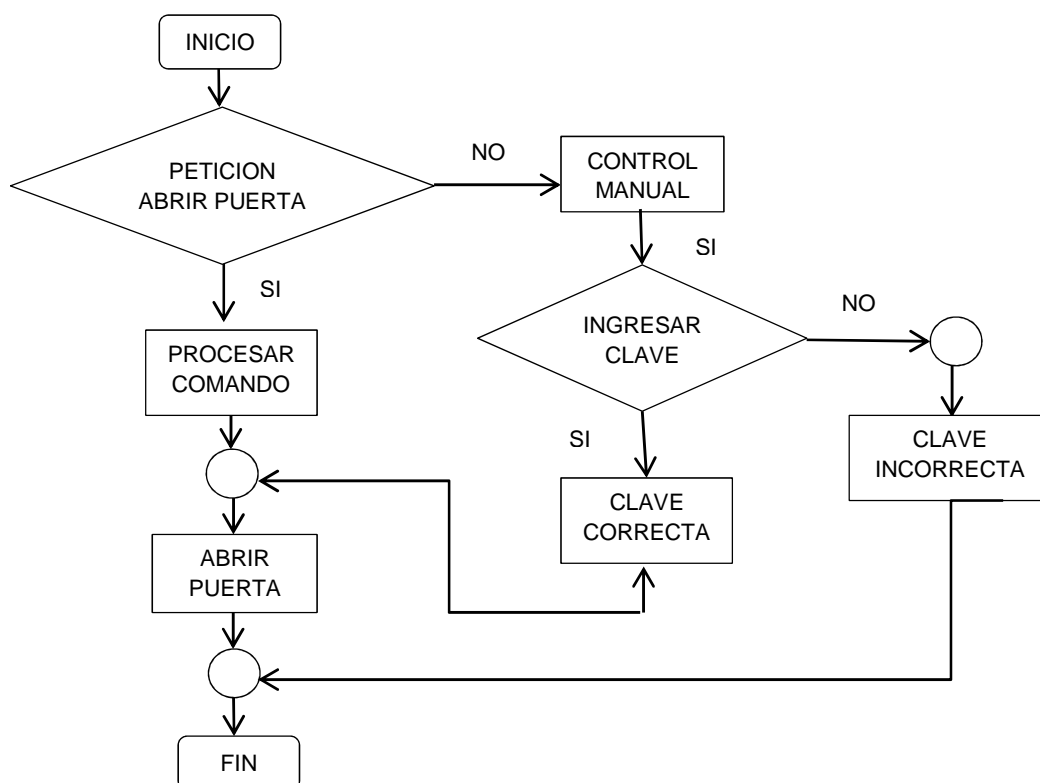 INICIO
PETICION
ABRIR PUERTA
NO
CONTROL
MANUAL
SI
SI
INGRESAR
CLAVE
NO
PROCESAR
COMANDO
SI
CLAVE
INCORRECTA
CLAVE
CORRECTA
ABRIR
PUERTA
FIN